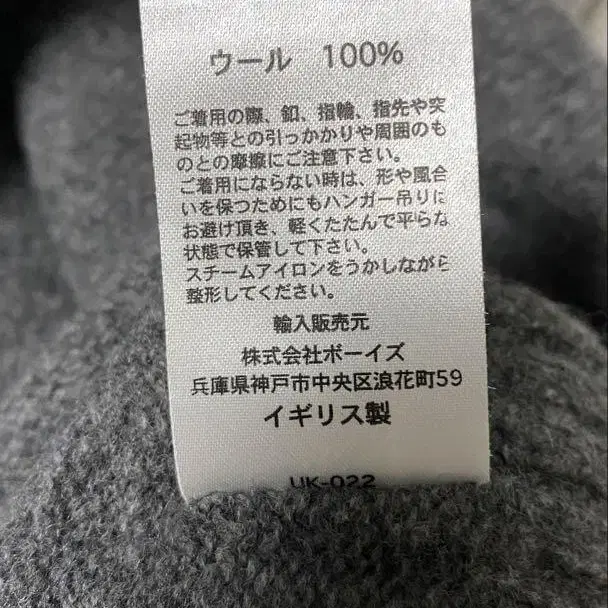 ウール 100%
ご着用の際、釦、指輪、指先や突
起物等との引っかかりや周囲のも
のとの摩擦にご注意下さい。
ご着用にならない時は、形や風合
いを保つためにもハンガー吊りに
お避け頂き、軽くたたんで平らな
状態で保管して下さい。
スチームアイロンをうかしながら
整形してください。
輸入販売元
株式会社ボーイズ
兵庫県神戸市中央区浪花町59
イギリス製
UK-022